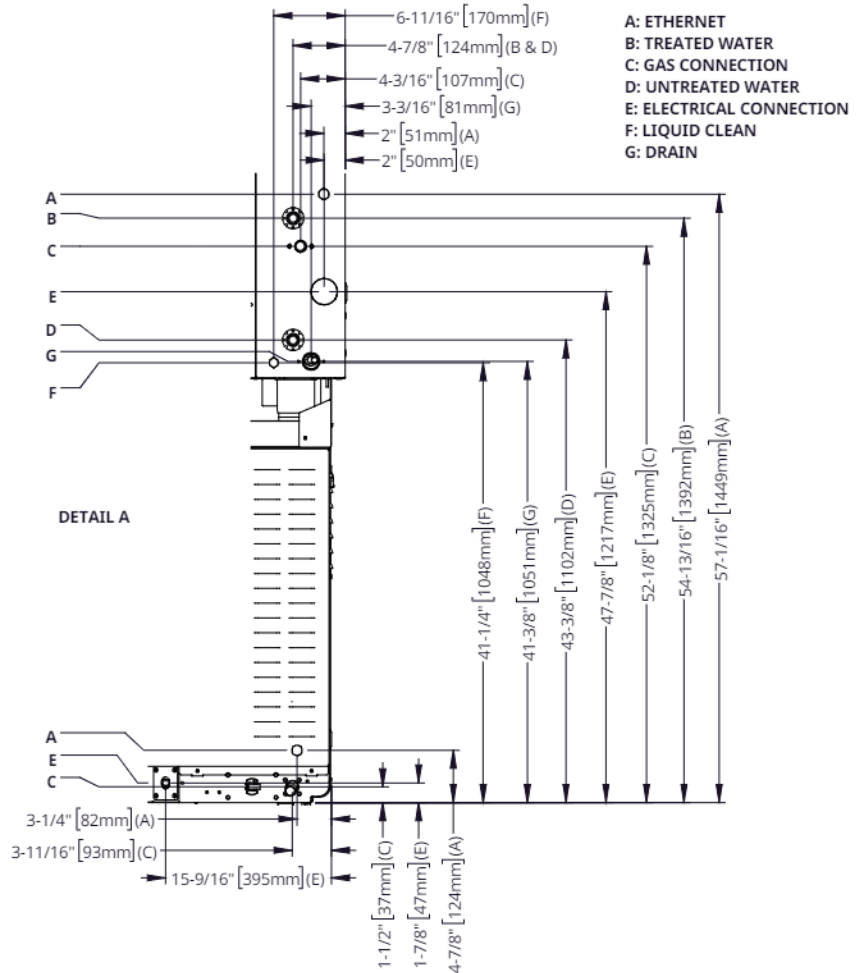 6-11/16" [170mm](F)
4-7/8" [124mm](B & D)
4-3/16" [107mm](C)
3-3/16" [81mm](G)
2" [51mm](A)
2" [50mm](E)
A: ETHERNET
B: TREATED WATER
C: GAS CONNECTION
D: UNTREATED WATER
E: ELECTRICAL CONNECTION
F: LIQUID CLEAN
G: DRAIN
A
B
C
E
D
G
F
DETAIL A
41-1/4" [1048mm](F)
41-3/8" [1051mm](G)
43-3/8" [1102mm](D)
47-7/8" [1217mm](E)
52-1/8" [1325mm](C)
54-13/16" [1392mm](B)
57-1/16" [1449mm](A)
A
E
C
3-1/4" [82mm](A)
3-11/16" [93mm](C)
15-9/16" [395mm](E)
1-1/2" [37mm](C)
1-7/8" [47mm](E)
4-7/8" [124mm](A)